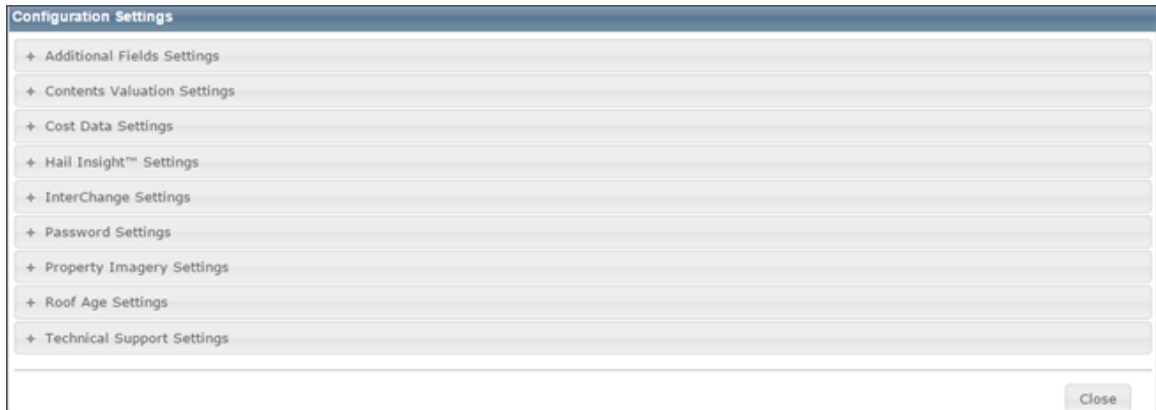 Configuration Settings
+ Additional Fields Settings
+ Contents Valuation Settings
+ Cost Data Settings
+ Hail Insight™ Settings
+ InterChange Settings
+ Password Settings
+ Property Imagery Settings
+ Roof Age Settings
+ Technical Support Settings
Close